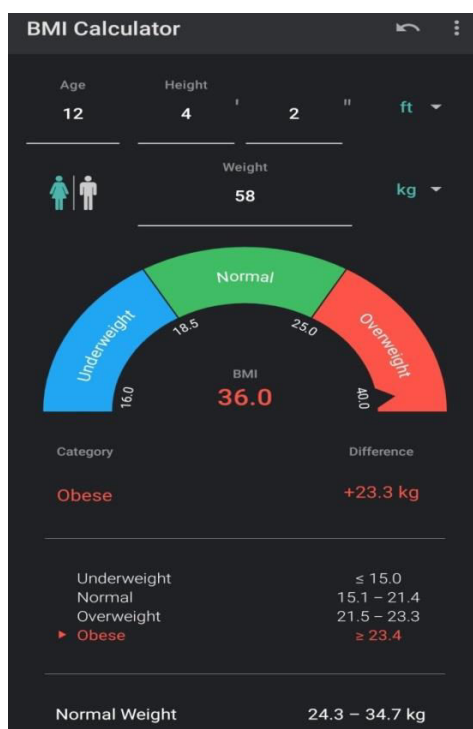 BMI Calculator
Age Height
12 4 ' 2 " ft
Weight
58 kg
Underweight Normal Overweight
16.0 18.5 25.0 40.0
BMI
36.0
Category Difference
Obese +23.3 kg
Underweight ≤ 15.0
Normal 15.1 – 21.4
Overweight 21.5 – 23.3
Obese ≥ 23.4
Normal Weight 24.3 – 34.7 kg